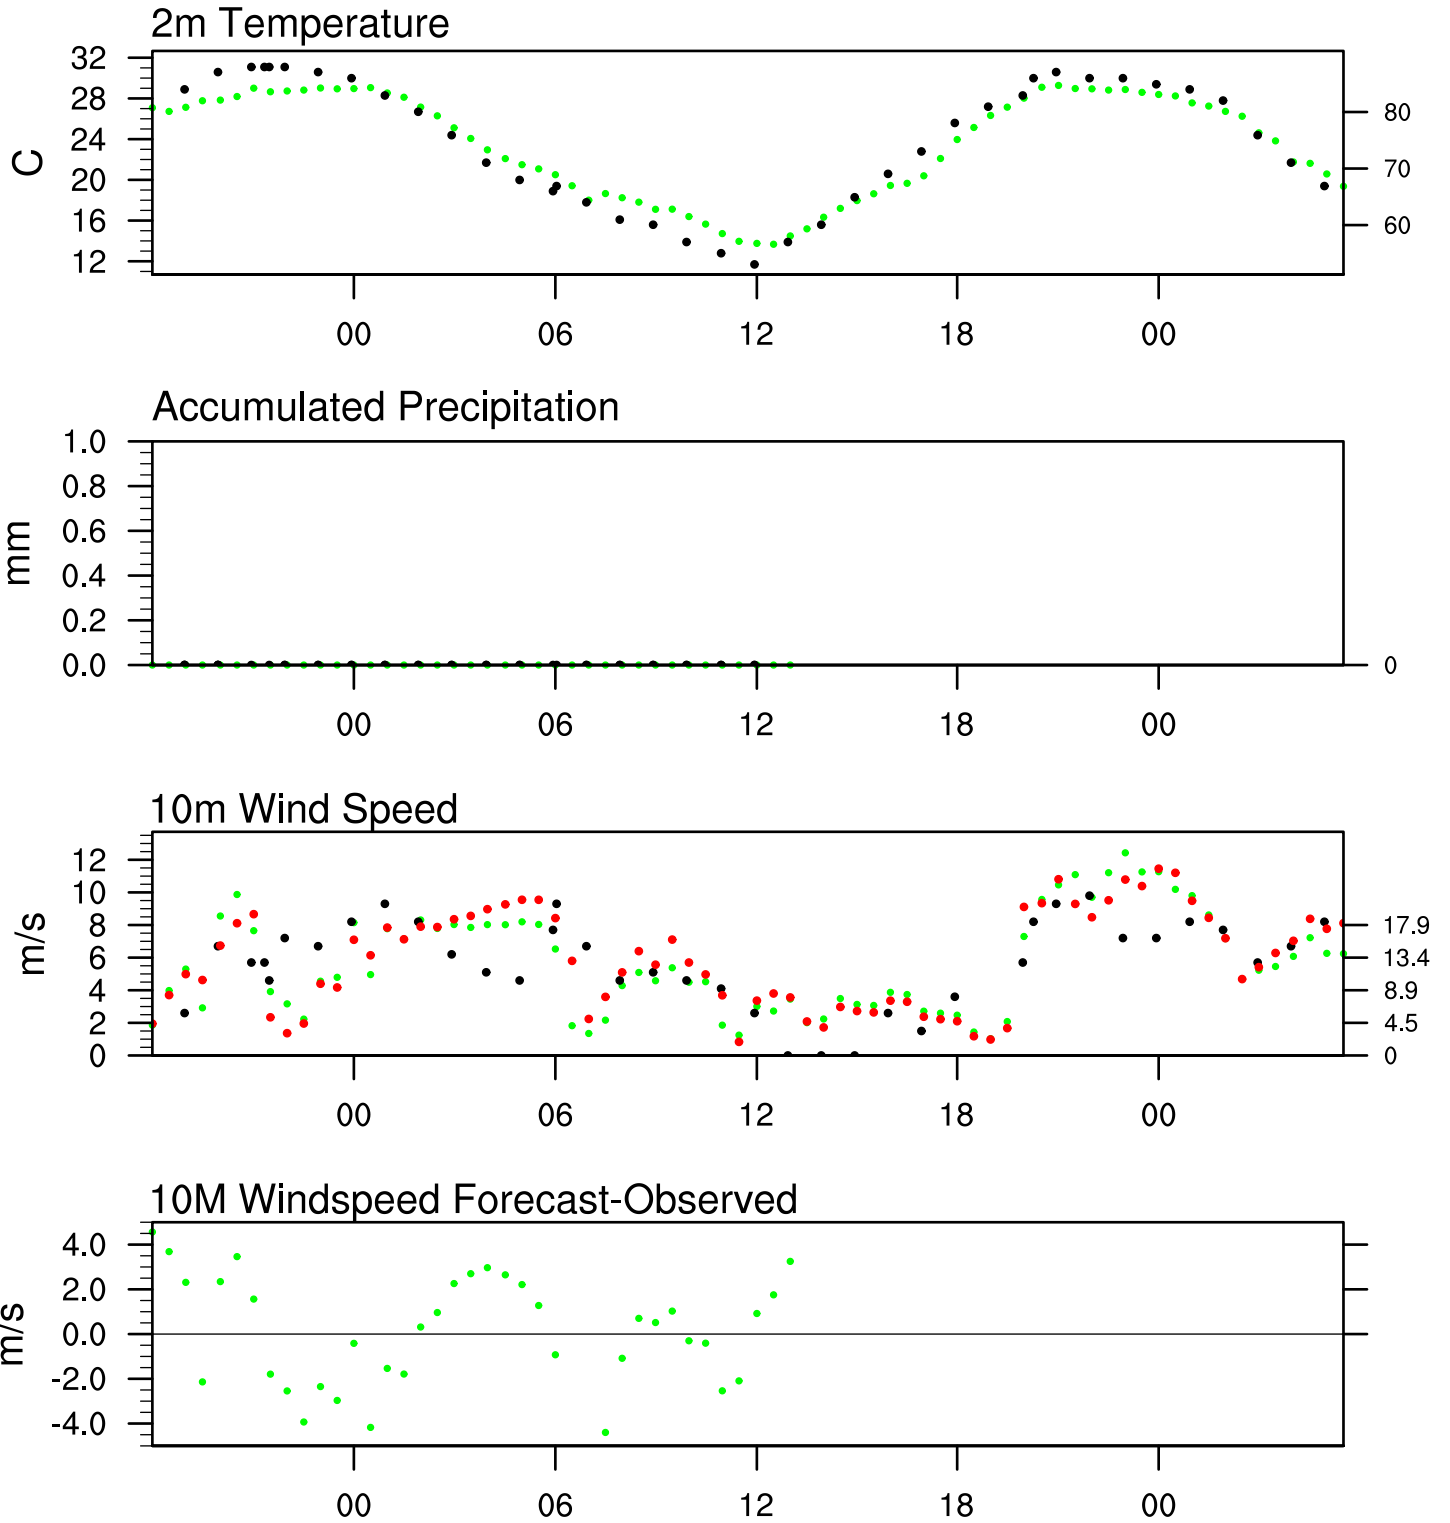 2m Temperature
32
28
24
20
16
12
C
80
70
60
00 06 12 18 00
Accumulated Precipitation
1.0
0.8
0.6
0.4
0.2
0.0
mm
0
00 06 12 18 00
10m Wind Speed
12
10
8
6
4
2
0
m/s
17.9
13.4
8.9
4.5
0
00 06 12 18 00
10M Windspeed Forecast-Observed
4.0
2.0
0.0
-2.0
-4.0
m/s
00 06 12 18 00